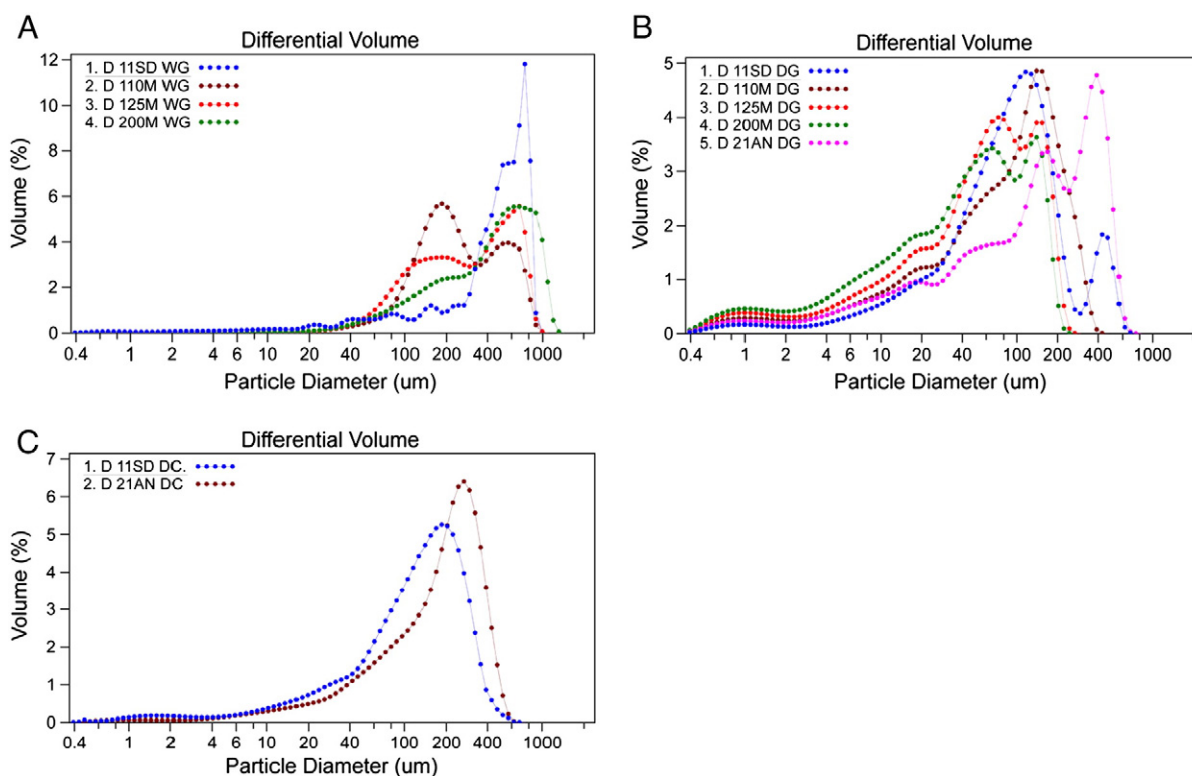 A
Differential Volume
1. D 11SD WG
2. D 110M WG
3. D 125M WG
4. D 200M WG
12
10
8
6
4
2
0
Volume (%)
0.4 1 2 4 6 10 20 40 100 200 400 1000
Particle Diameter (um)
B
Differential Volume
1. D 11SD DG
2. D 110M DG
3. D 125M DG
4. D 200M DG
5. D 21AN DG
5
4
3
2
1
0
Volume (%)
0.4 1 2 4 6 10 20 40 100 200 400 1000
Particle Diameter (um)
C
Differential Volume
1. D 11SD DC.
2. D 21AN DC
7
6
5
4
3
2
1
0
Volume (%)
0.4 1 2 4 6 10 20 40 100 200 400 1000
Particle Diameter (um)